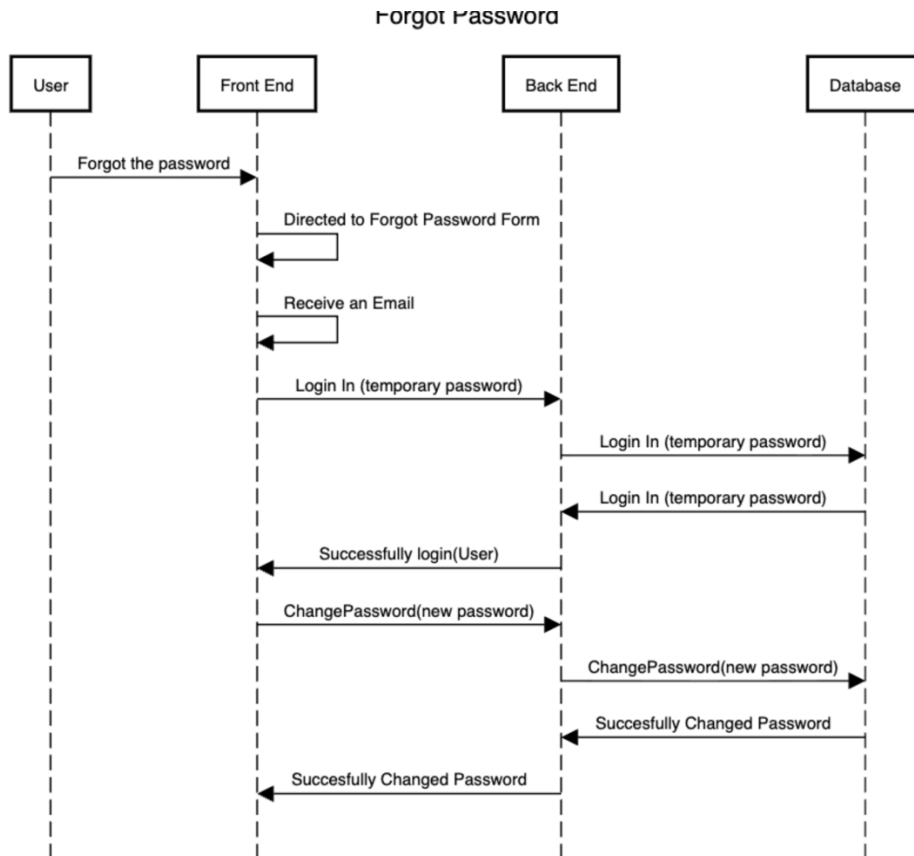 Forgot Password
User
Front End
Back End
Database
Forgot the password
Directed to Forgot Password Form
Receive an Email
Login In (temporary password)
Login In (temporary password)
Login In (temporary password)
Successfully login(User)
ChangePassword(new password)
ChangePassword(new password)
Succesfully Changed Password
Succesfully Changed Password